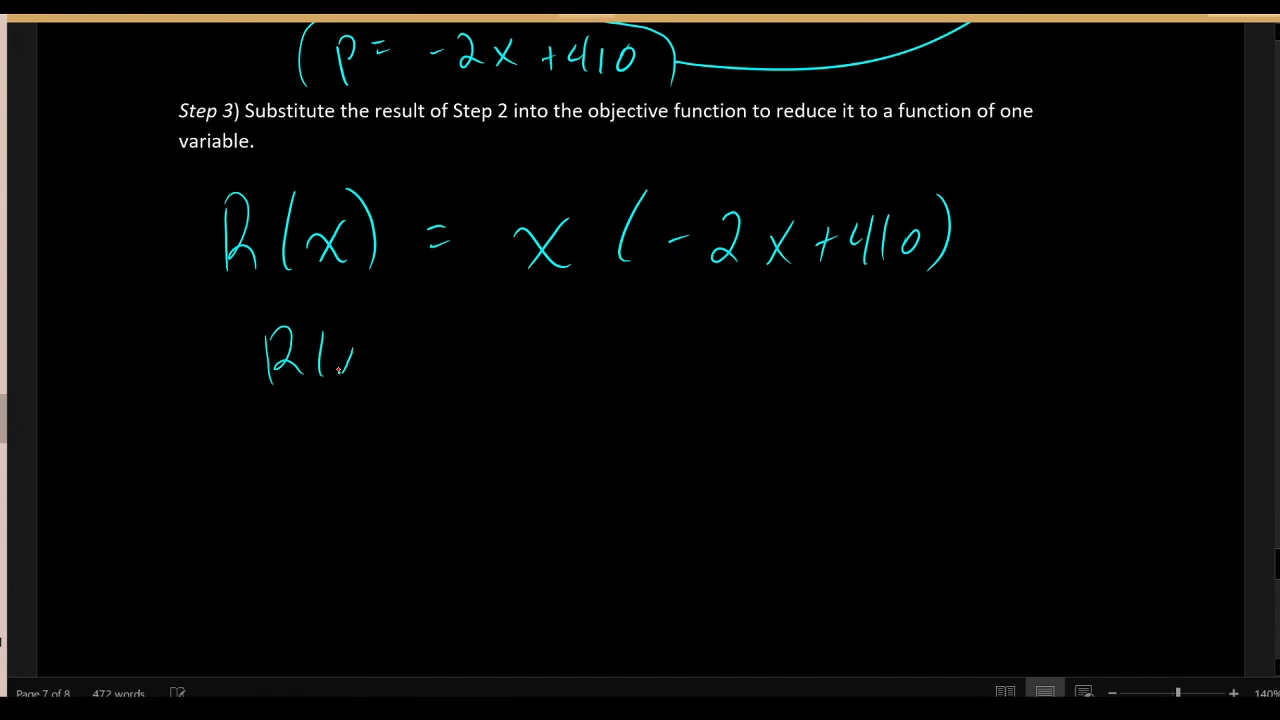 (p = -2x +410)
Step 3) Substitute the result of Step 2 into the objective function to reduce it to a function of one
variable.
R(x) = x (-2x+410)
R(
Page 7 of 8 472 words 140%